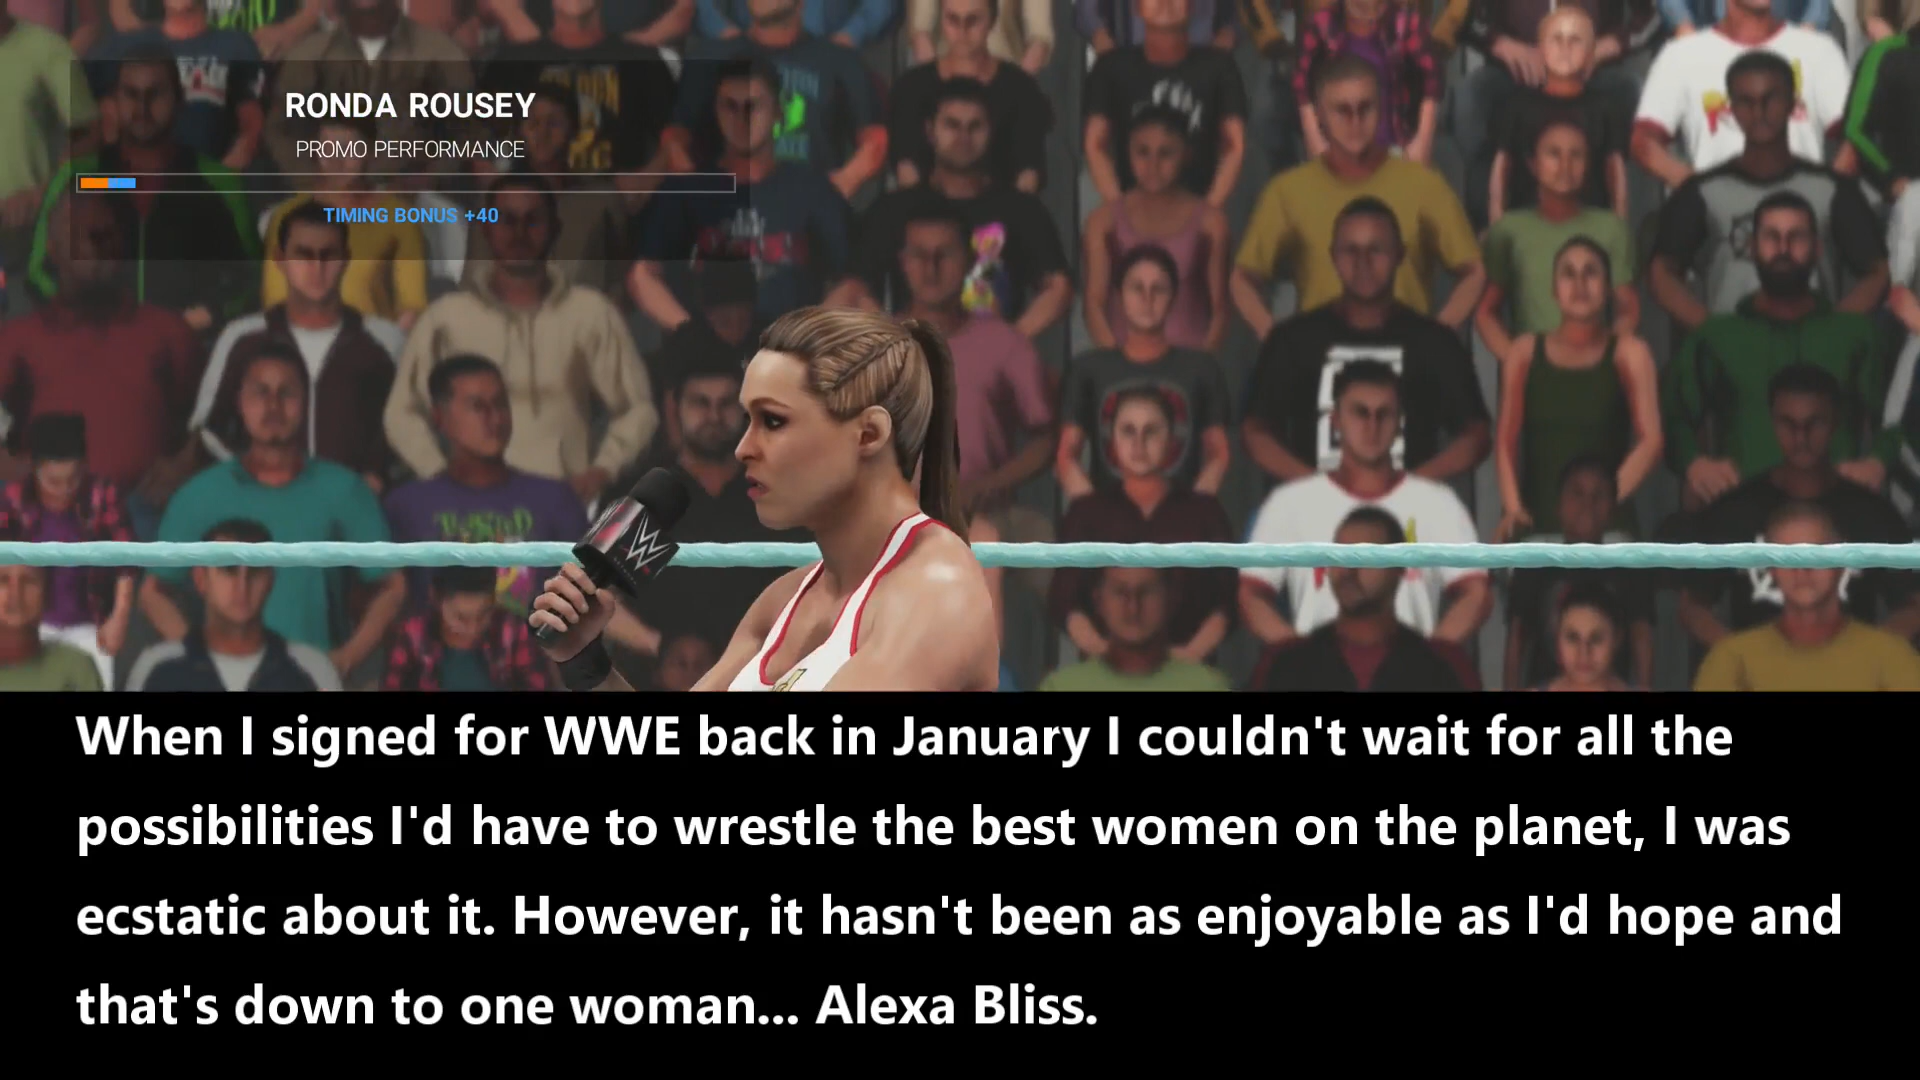 RONDA ROUSEY
PROMO PERFORMANCE
TIMING BONUS +40
When I signed for WWE back in January I couldn't wait for all the
possibilities I'd have to wrestle the best women on the planet, I was
ecstatic about it. However, it hasn't been as enjoyable as I'd hope and
that's down to one woman... Alexa Bliss.